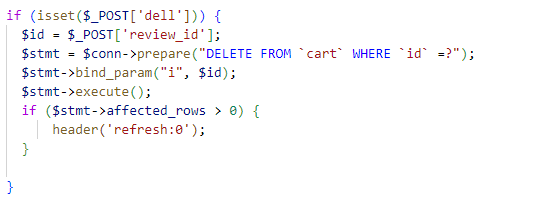 if (isset($_POST['dell'])) {
$id = $_POST['review_id'];
$stmt = $conn->prepare("DELETE FROM `cart` WHERE `id` =?");
$stmt->bind_param("i", $id);
$stmt->execute();
if ($stmt->affected_rows > 0) {
header('refresh:0');
}
}